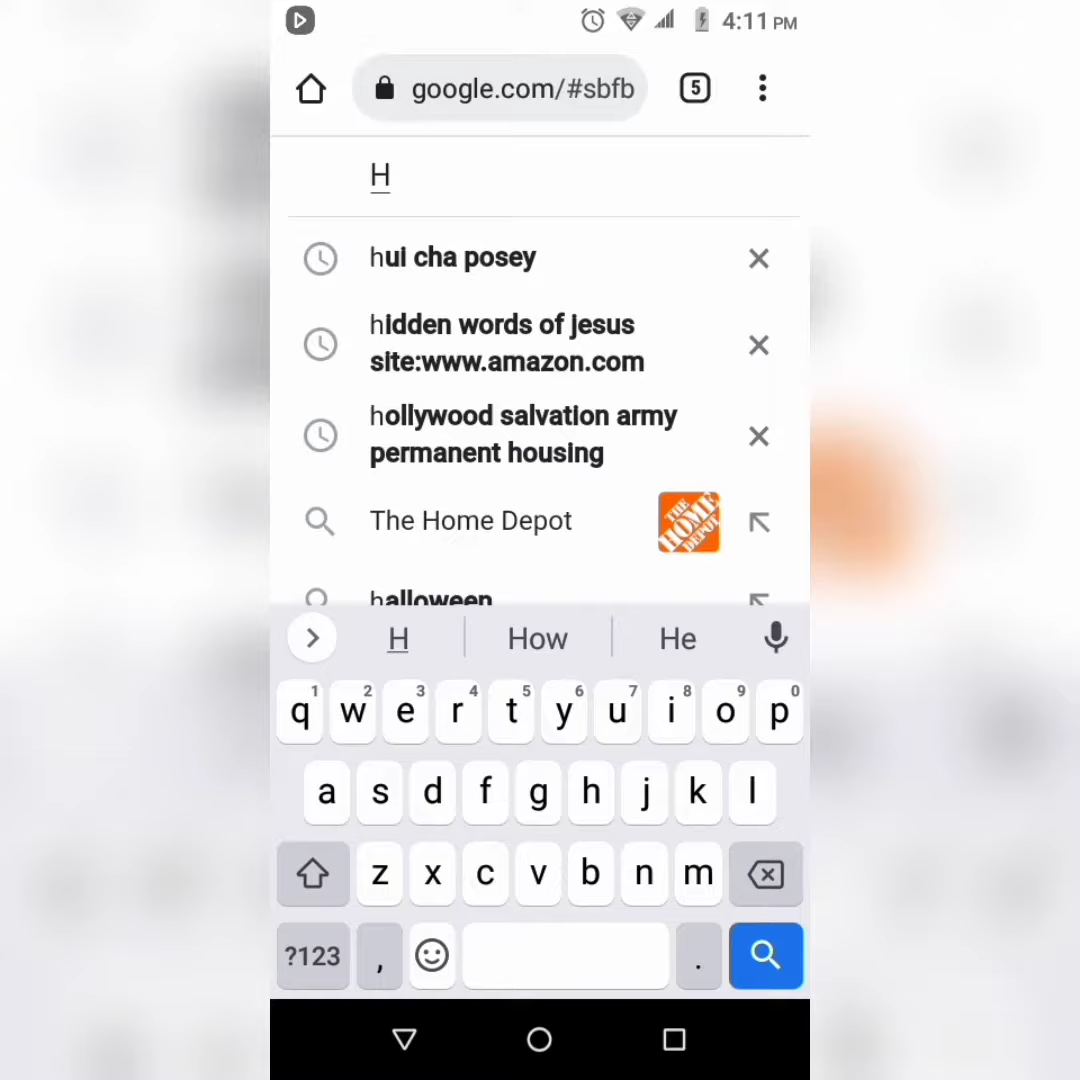 4:11 PM
google.com/#sbfb
5
H
hui cha posey
hidden words of jesus
site:www.amazon.com
hollywood salvation army
permanent housing
The Home Depot
THE HOME DEPOT
halloween
H How He
1 2 3 4 5 6 7 8 9 0
q w e r t y u i o p
a s d f g h j k l
z x c v b n m
?123 , .